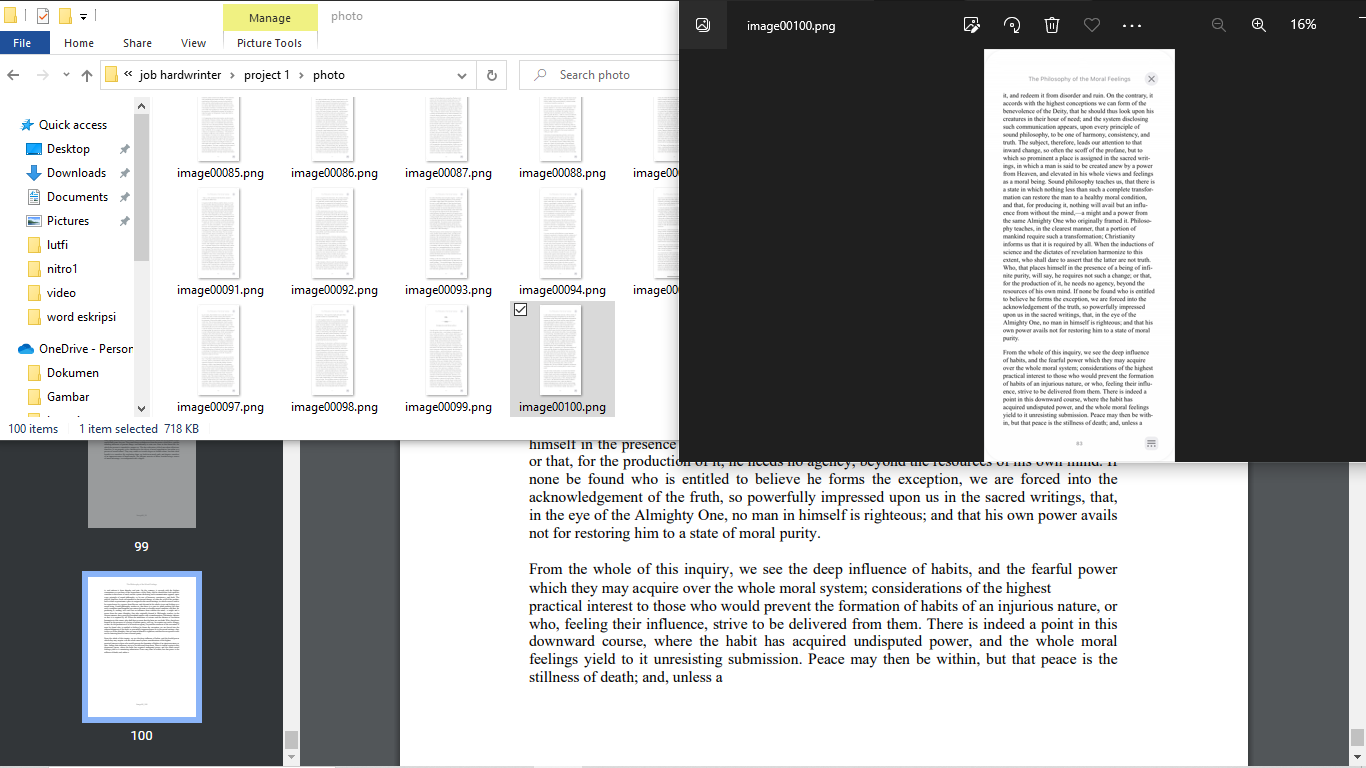 Manage
photo
File
Home
Share
View
Picture Tools
«
job hardwrinter
project 1
photo
Search photo
Quick access
Desktop
Downloads
Documents
Pictures
lutfi
nitro1
video
word eskripsi
OneDrive - Person
Dokumen
Gambar
image00085.png
image00086.png
image00087.png
image00088.png
image00091.png
image00092.png
image00093.png
image00094.png
image00097.png
image00098.png
image00099.png
image00100.png
100 items
1 item selected 718 KB
image00100.png
16%
The Philosophy of the Moral Feelings
it, and redeem it from disorder and ruin. On the contrary, it
accords with the highest conceptions we can form of the
benevolence of the Deity, that he should thus look upon his
creatures in their hour of need; and the system disclosing
such communication appears, upon every principle of
sound philosophy, to be one of harmony, consistency, and
truth. The subject, therefore, leads our attention to that
inward change, so often the scoff of the profane, but to
which so prominent a place is assigned in the sacred writ-
ings, in which a man is said to be created anew by a power
from Heaven, and elevated in his whole views and feelings
as a moral being. Sound philosophy teaches us, that there is
a state in which nothing less than such a complete transfor-
mation can restore the man to a healthy moral condition,
and that, for producing it, nothing will avail but an influ-
ence from without the mind,—a might and a power from
the same Almighty One who originally framed it. Philoso-
phy teaches, in the clearest manner, that a portion of
mankind require such a transformation; Christianity
informs us that it is required by all. When the inductions of
science and the dictates of revelation harmonize to this
extent, who shall dare to assert that the latter are not truth.
Who, that places himself in the presence of a being of infi-
nite purity, will say, he requires not such a change; or that,
for the production of it, he needs no agency, beyond the
resources of his own mind. If none be found who is entitled
to believe he forms the exception, we are forced into the
acknowledgement of the truth, so powerfully impressed
upon us in the sacred writings, that, in the eye of the
Almighty One, no man in himself is righteous; and that his
own power avails not for restoring him to a state of moral
purity.
From the whole of this inquiry, we see the deep influence
of habits, and the fearful power which they may acquire
over the whole moral system; considerations of the highest
practical interest to those who would prevent the formation
of habits of an injurious nature, or who, feeling their influ-
ence, strive to be delivered from them. There is indeed a
point in this downward course, where the habit has
acquired undisputed power, and the whole moral feelings
yield to it unresisting submission. Peace may then be with-
in, but that peace is the stillness of death; and, unless a
99
100
himself in the presence
or that, for the production of it, he needs no agency, beyond the resources of his own mind. If
none be found who is entitled to believe he forms the exception, we are forced into the
acknowledgement of the fruth, so powerfully impressed upon us in the sacred writings, that,
in the eye of the Almighty One, no man in himself is righteous; and that his own power avails
not for restoring him to a state of moral purity.
From the whole of this inquiry, we see the deep influence of habits, and the fearful power
which they may acquire over the whole moral system; considerations of the highest
practical interest to those who would prevent the formation of habits of an injurious nature, or
who, feeling their influence, strive to be delivered from them. There is indeed a point in this
downward course, where the habit has acquired undisputed power, and the whole moral
feelings yield to it unresisting submission. Peace may then be within, but that peace is the
stillness of death; and, unless a